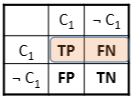 C₁ ¬ C₁
C₁ TP FN
¬ C₁ FP TN